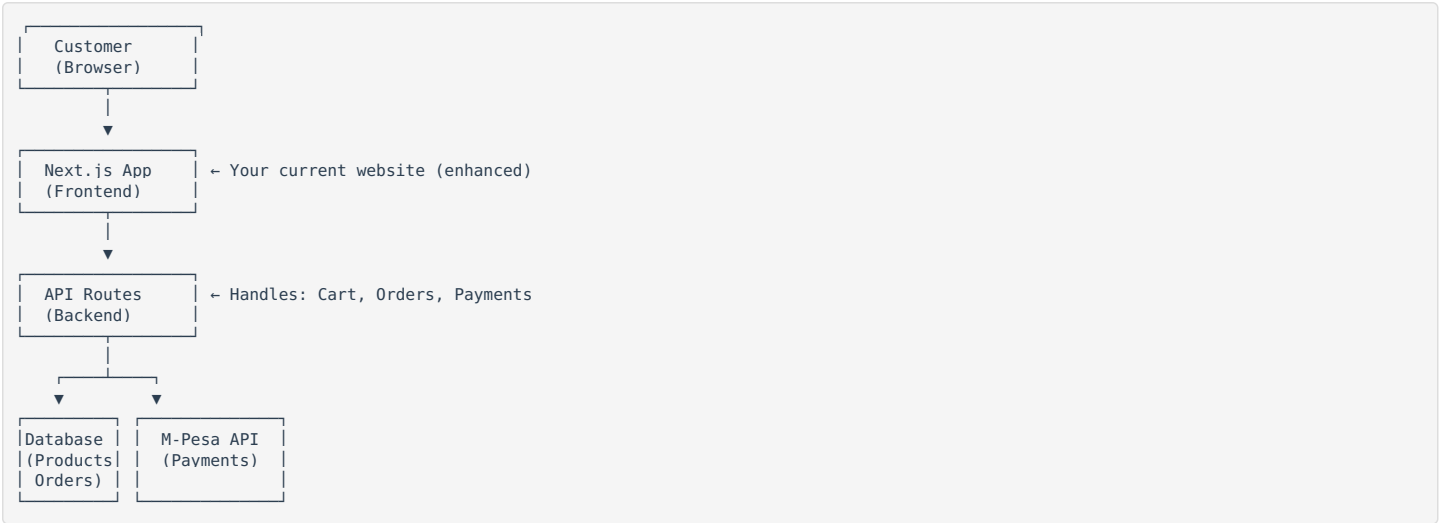 Customer
(Browser)
Next.js App ← Your current website (enhanced)
(Frontend)
API Routes ← Handles: Cart, Orders, Payments
(Backend)
Database M-Pesa API
(Products (Payments)
Orders)